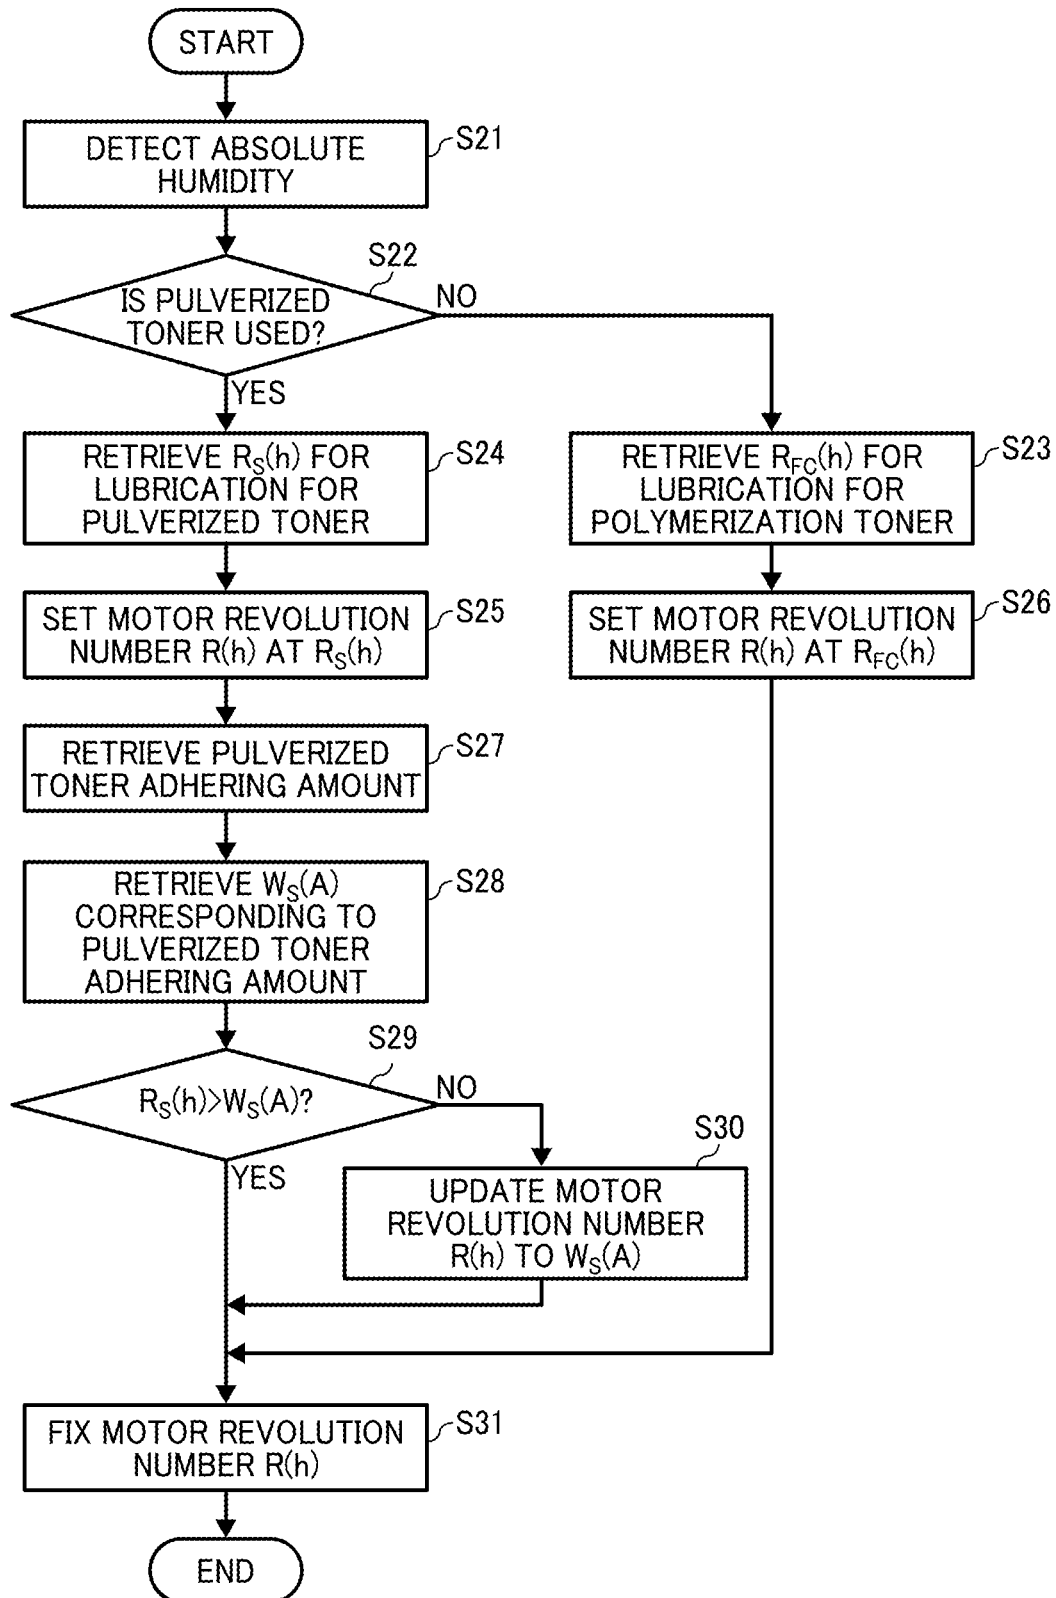 START
DETECT ABSOLUTE
HUMIDITY
S21
S22
IS PULVERIZED
TONER USED?
NO
YES
RETRIEVE RS(h) FOR
LUBRICATION FOR
PULVERIZED TONER
S24
RETRIEVE RFC(h) FOR
LUBRICATION FOR
POLYMERIZATION TONER
S23
SET MOTOR REVOLUTION
NUMBER R(h) AT RS(h)
S25
SET MOTOR REVOLUTION
NUMBER R(h) AT RFC(h)
S26
RETRIEVE PULVERIZED
TONER ADHERING AMOUNT
S27
RETRIEVE WS(A)
CORRESPONDING TO
PULVERIZED TONER
ADHERING AMOUNT
S28
S29
RS(h)>WS(A)?
NO
YES
S30
UPDATE MOTOR
REVOLUTION NUMBER
R(h) TO WS(A)
FIX MOTOR REVOLUTION
NUMBER R(h)
S31
END